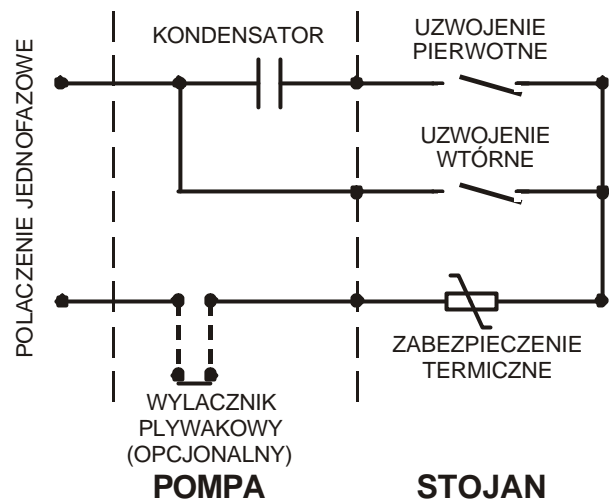 KONDENSATOR
UZWOJENIE
PIERWOTNE
UZWOJENIE
WTÓRNE
POLACZENIE JEDNOFAZOWE
ZABEZPIECZENIE
TERMICZNE
WYLACZNIK
PLYWAKOWY
(OPCJONALNY)
POMPA
STOJAN